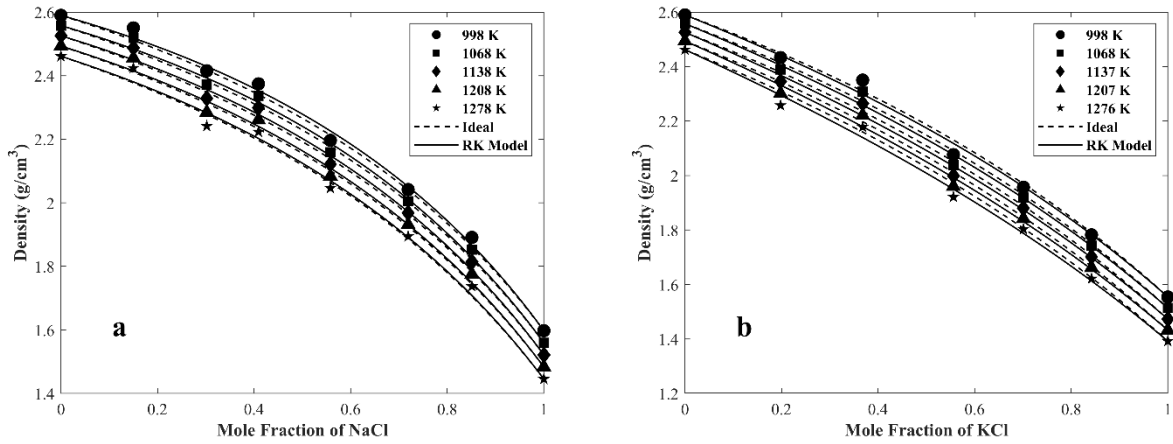 2.6
2.4
2.2
2
1.8
1.6
1.4
Density (g/cm³)
0
0.2
0.4
0.6
0.8
1
Mole Fraction of NaCl
998 K
1068 K
1138 K
1208 K
1278 K
Ideal
RK Model
a
2.6
2.4
2.2
2
1.8
1.6
1.4
1.2
Density (g/cm³)
0
0.2
0.4
0.6
0.8
1
Mole Fraction of KCl
998 K
1068 K
1137 K
1207 K
1276 K
Ideal
RK Model
b